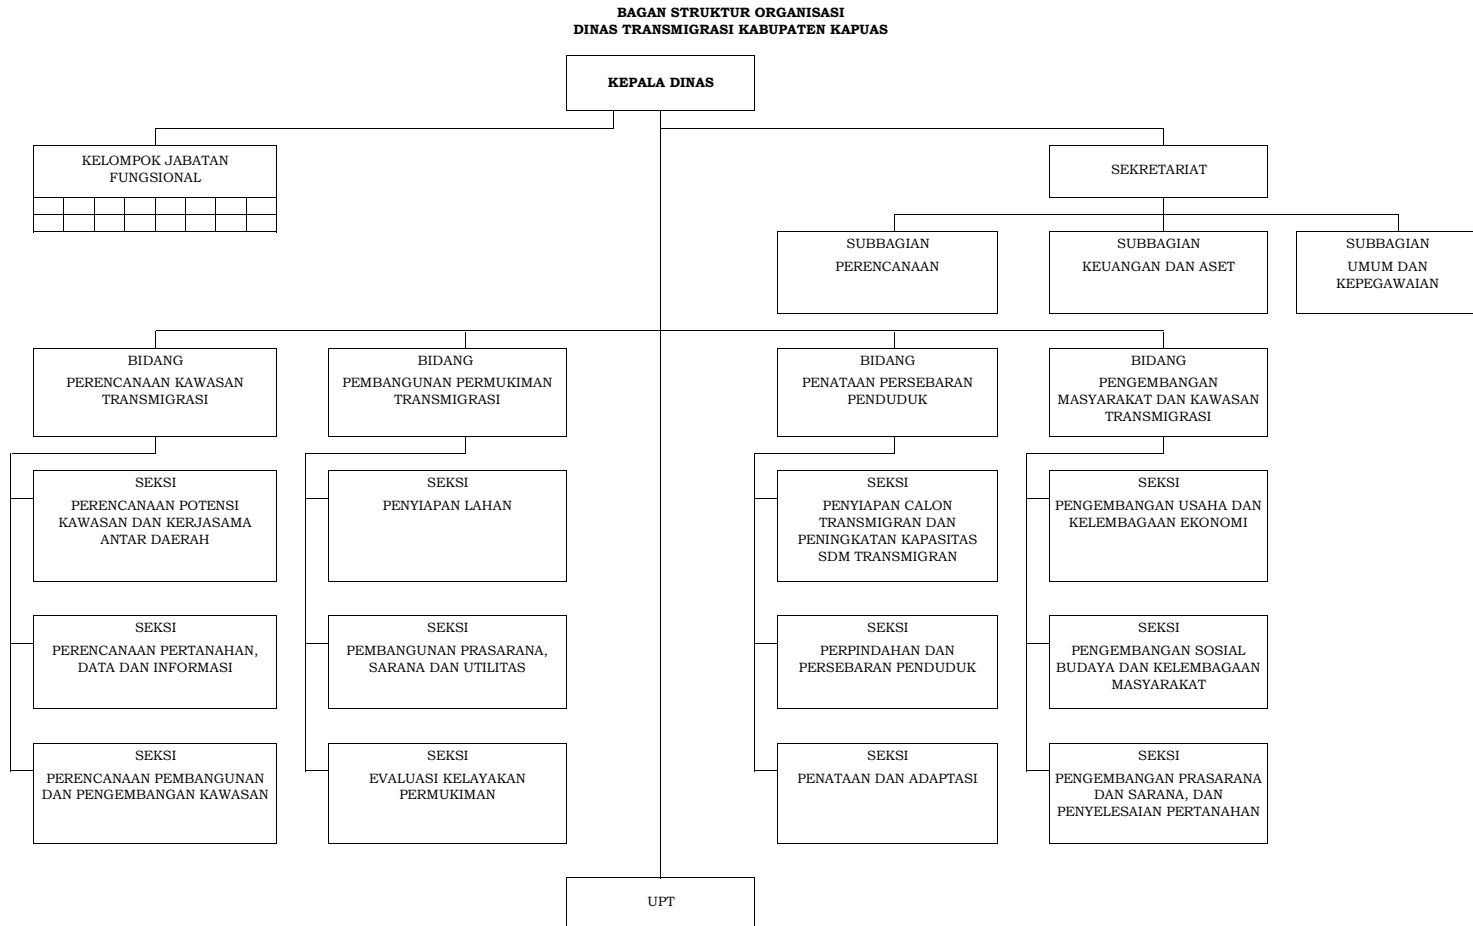 BAGAN STRUKTUR ORGANISASI
DINAS TRANSMIGRASI KABUPATEN KAPUAS
KEPALA DINAS
KELOMPOK JABATAN
FUNGSIONAL
SEKRETARIAT
SUBBAGIAN
PERENCANAAN
SUBBAGIAN
KEUANGAN DAN ASET
SUBBAGIAN
UMUM DAN
KEPEGAWAIAN
BIDANG
PERENCANAAN KAWASAN
TRANSMIGRASI
BIDANG
PEMBANGUNAN PERMUKIMAN
TRANSMIGRASI
BIDANG
PENATAAN PERSEBARAN
PENDUDUK
BIDANG
PENGEMBANGAN
MASYARAKAT DAN KAWASAN
TRANSMIGRASI
SEKSI
PERENCANAAN POTENSI
KAWASAN DAN KERJASAMA
ANTAR DAERAH
SEKSI
PENYIAPAN LAHAN
SEKSI
PENYIAPAN CALON
TRANSMIGRAN DAN
PENINGKATAN KAPASITAS
SDM TRANSMIGRAN
SEKSI
PENGEMBANGAN USAHA DAN
KELEMBAGAAN EKONOMI
SEKSI
PERENCANAAN PERTANAHAN,
DATA DAN INFORMASI
SEKSI
PEMBANGUNAN PRASARANA,
SARANA DAN UTILITAS
SEKSI
PERPINDAHAN DAN
PERSEBARAN PENDUDUK
SEKSI
PENGEMBANGAN SOSIAL
BUDAYA DAN KELEMBAGAAN
MASYARAKAT
SEKSI
PERENCANAAN PEMBANGUNAN
DAN PENGEMBANGAN KAWASAN
SEKSI
EVALUASI KELAYAKAN
PERMUKIMAN
SEKSI
PENATAAN DAN ADAPTASI
SEKSI
PENGEMBANGAN PRASARANA
DAN SARANA, DAN
PENYELESAIAN PERTANAHAN
UPT